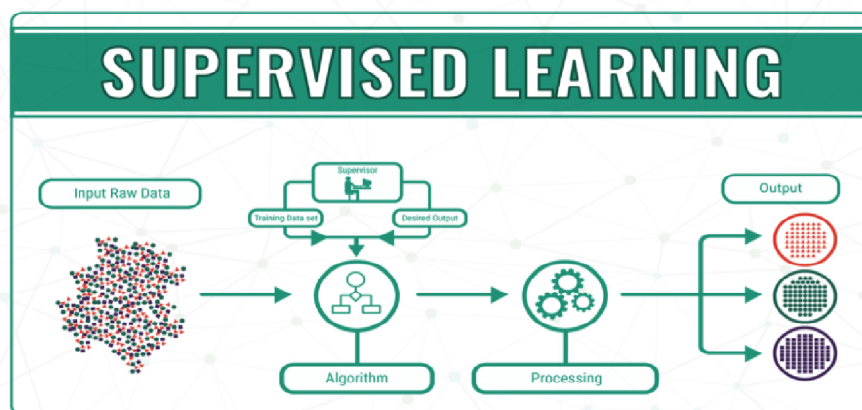 SUPERVISED LEARNING
Input Raw Data
Supervisor
Training Data set
Desired Output
Algorithm
Processing
Output